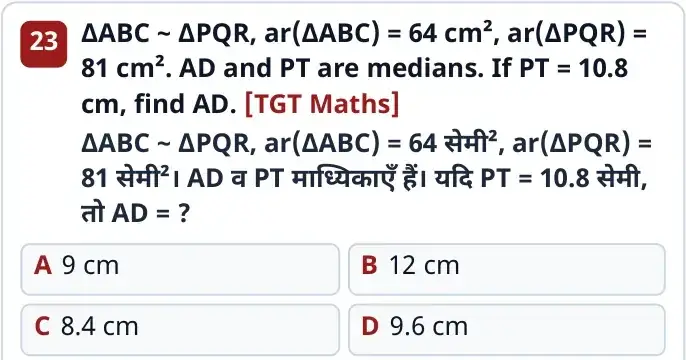 23 ΔABC ~ ΔPQR, ar(ΔABC) = 64 cm², ar(ΔPQR) =
81 cm². AD and PT are medians. If PT = 10.8
cm, find AD. [TGT Maths]
ΔABC ~ ΔPQR, ar(ΔABC) = 64 सेमी², ar(ΔPQR) =
81 सेमी²। AD व PT माध्यिकाएँ हैं। यदि PT = 10.8 सेमी,
तो AD = ?
A 9 cm
B 12 cm
C 8.4 cm
D 9.6 cm